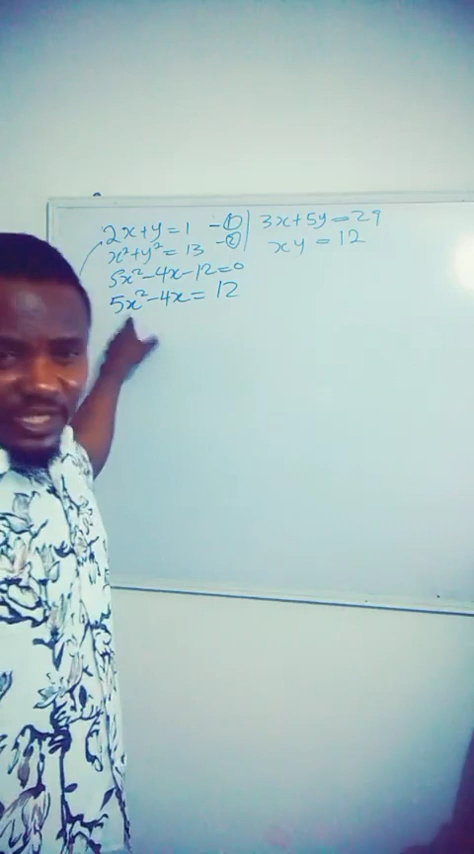 2x+y=1 -①
x²+y²=13 -②
5x²-4x-12=0
5x²-4x=12
3x+5y=29
xy=12